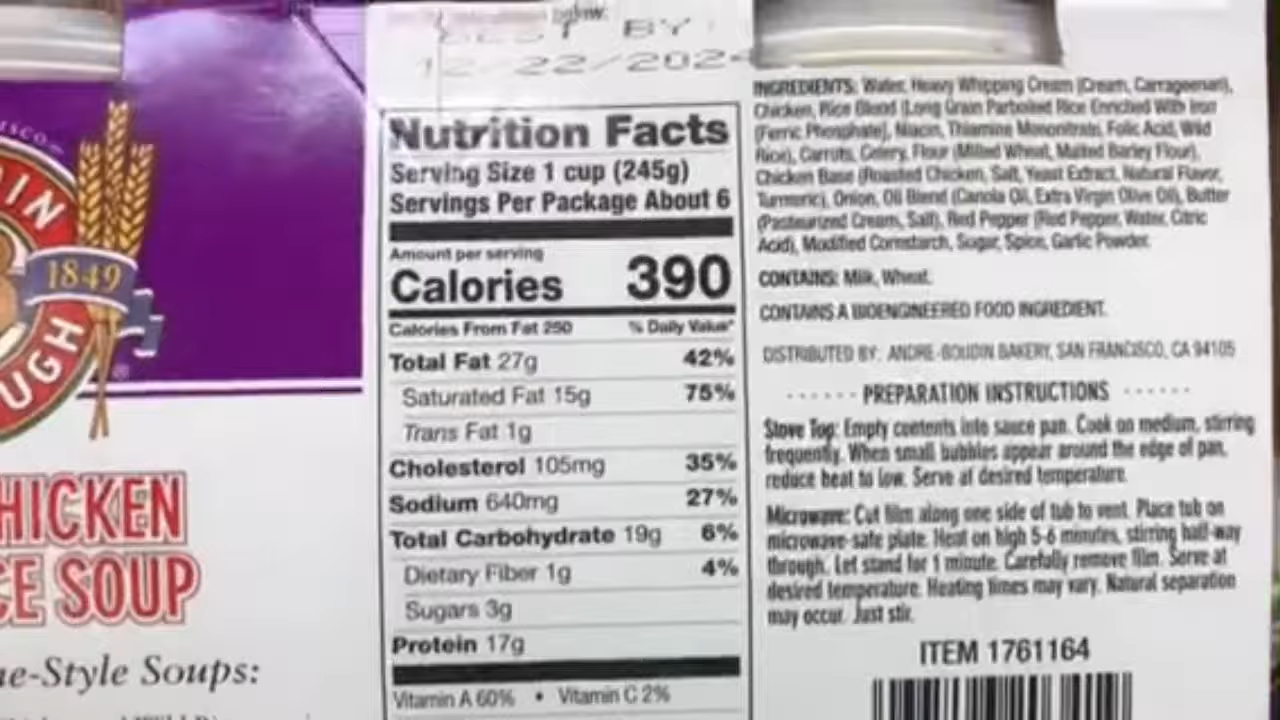 below.
BEST BY:
12/22/202
1849
HICKEN
CE SOUP
ne-Style Soups:
Nutrition Facts
Serving Size 1 cup (245g)
Servings Per Package About 6
Amount per serving
Calories 390
Calories From Fat 250 % Daily Value*
Total Fat 27g 42%
Saturated Fat 15g 75%
Trans Fat 1g
Cholesterol 105mg 35%
Sodium 640mg 27%
Total Carbohydrate 19g 6%
Dietary Fiber 1g 4%
Sugars 3g
Protein 17g
Vitamin A 60% • Vitamin C 2%
INGREDIENTS: Water, Heavy Whipping Cream (Cream, Carrageenan),
Chicken, Rice Blend (Long Grain Parboiled Rice Enriched With Iron
(Ferric Phosphate), Niacin, Thiamine Mononitrate, Folic Acid, Wild
Rice), Carrots, Celery, Flour (Milled Wheat, Malted Barley Flour),
Chicken Base (Roasted Chicken, Salt, Yeast Extract, Natural Flavor,
Turmeric), Onion, Oil Blend (Canola Oil, Extra Virgin Olive Oil), Butter
(Pasteurized Cream, Salt), Red Pepper (Red Pepper, Water, Citric
Acid), Modified Cornstarch, Sugar, Spice, Garlic Powder.
CONTAINS: Milk, Wheat.
CONTAINS A BIOENGINEERED FOOD INGREDIENT.
DISTRIBUTED BY: ANDRE-BOUDIN BAKERY, SAN FRANCISCO, CA 94105
PREPARATION INSTRUCTIONS
Stove Top: Empty contents into sauce pan. Cook on medium, stirring
frequently. When small bubbles appear around the edge of pan,
reduce heat to low. Serve at desired temperature.
Microwave: Cut film along one side of tub to vent. Place tub on
microwave-safe plate. Heat on high 5-6 minutes, stirring half-way
through. Let stand for 1 minute. Carefully remove film. Serve at
desired temperature. Heating times may vary. Natural separation
may occur. Just stir.
ITEM 1761164